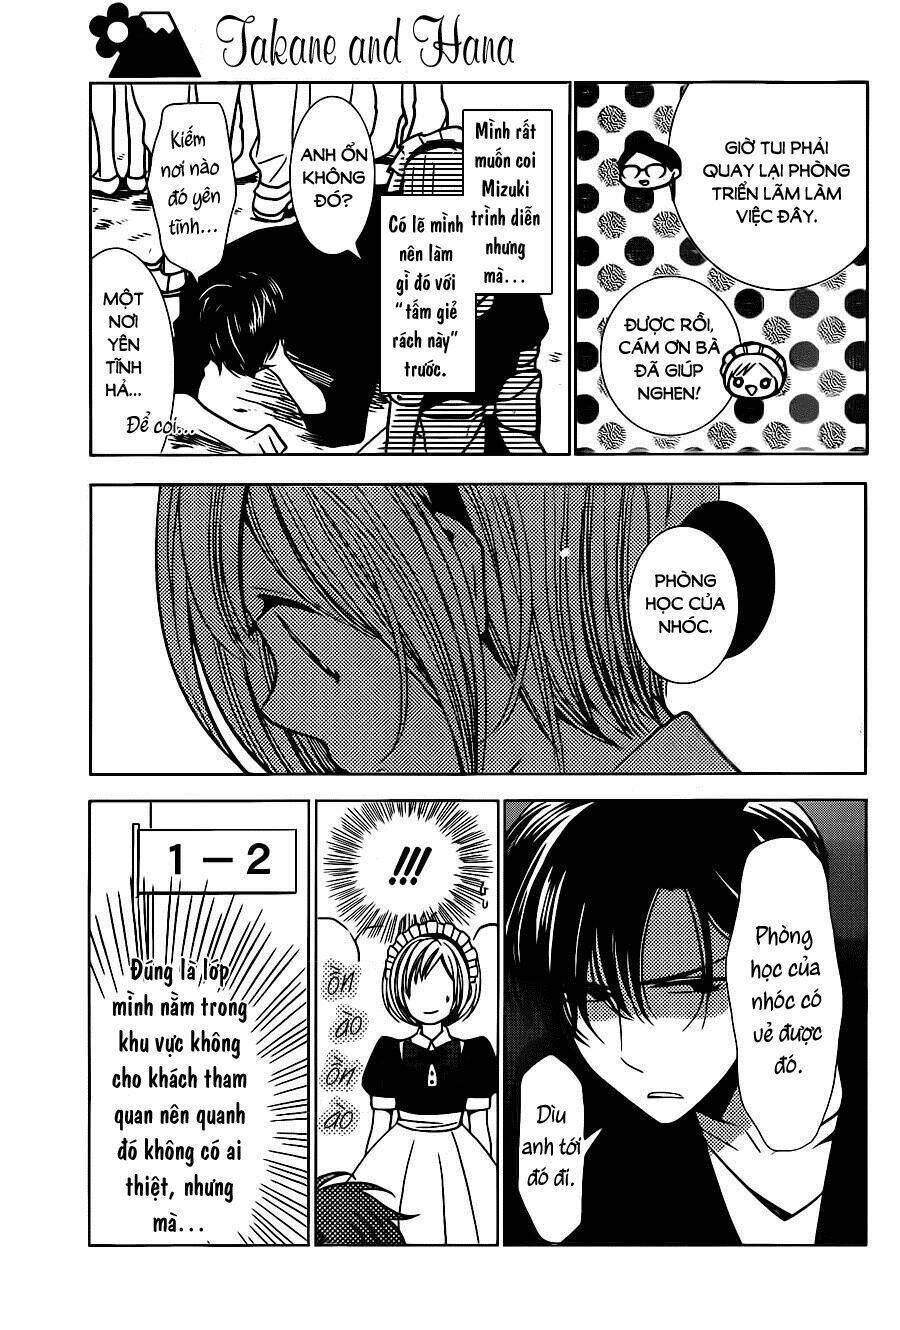 Takane and Hana
GIỜ TUI PHẢI
QUAY LẠI PHÒNG
TRIỂN LÃM LÀM
VIỆC ĐÂY.
ĐƯỢC RỒI,
CÁM ƠN BÀ
ĐÃ GIÚP
NGHEN!
Mình rất
muốn coi
Mizuki
trình diễn
nhưng
mà...
Có lẽ mình
nên làm
gì đó với
“tấm giẻ
rách này”
trước.
ANH ỔN
KHÔNG
ĐÓ?
Kiếm
nơi nào
đó yên
tĩnh...
MỘT
NƠI
YÊN
TĨNH
HẢ...
Để coi...
PHÒNG
HỌC CỦA
NHÓC.
Phòng
học của
nhóc có
vẻ được
đó.
Dìu
anh tới
đó đi.
!!!
ồn
ào
ồn
ào
1-2
Đúng là lớp
mình nằm trong
khu vực không
cho khách tham
quan nên quanh
đó không có ai
thiệt, nhưng
mà...